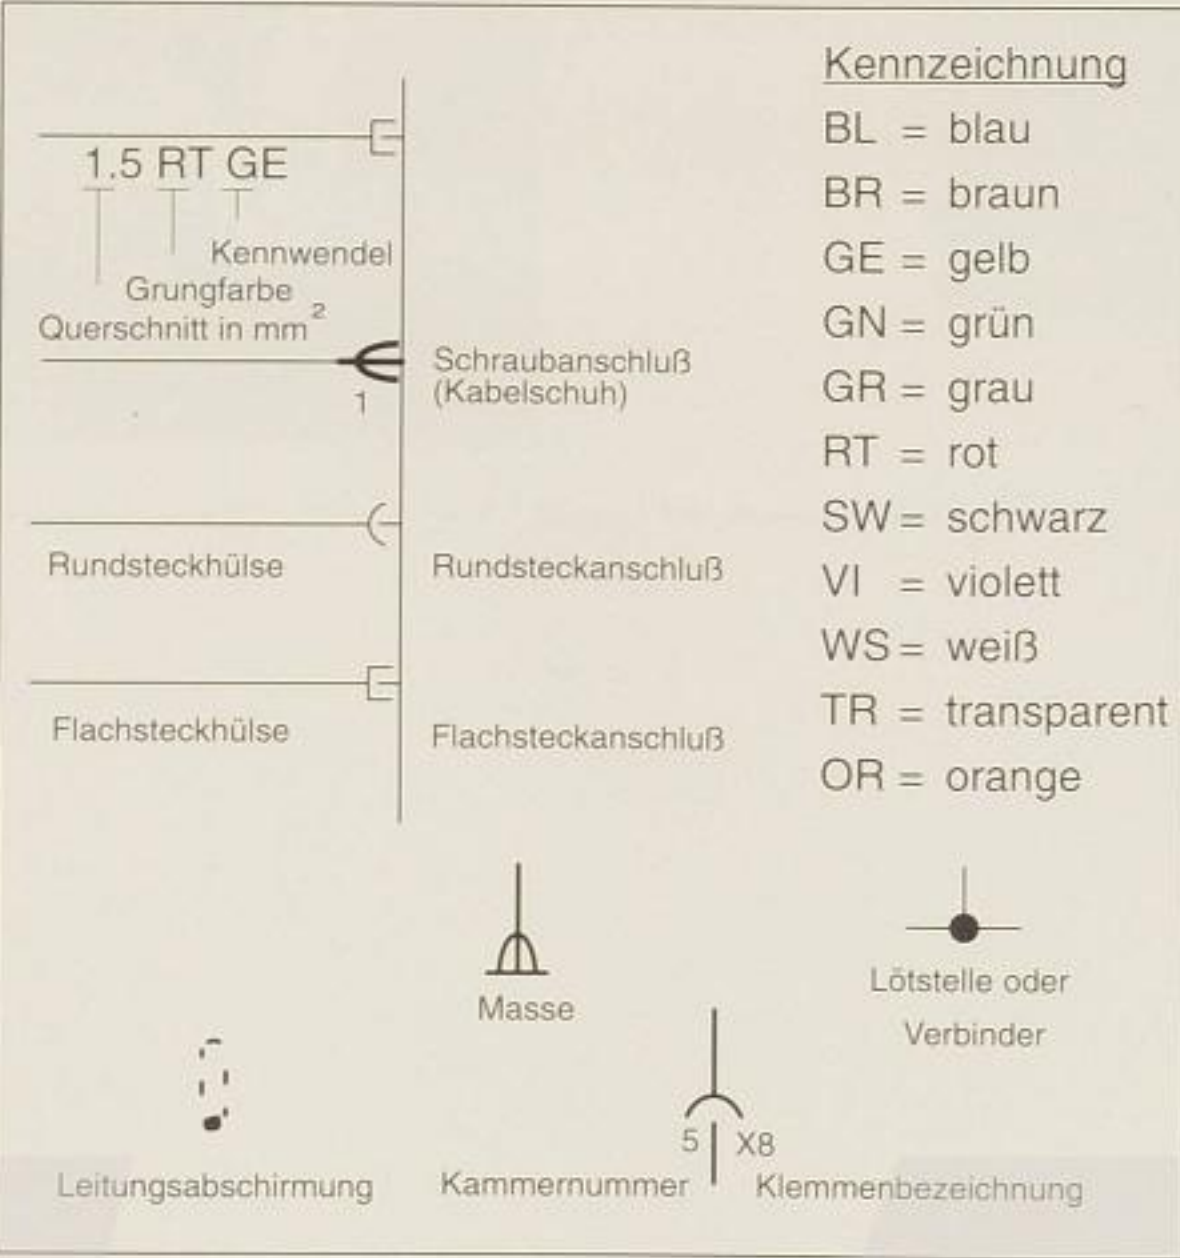 1.5 RT GE
Kennwendel
Grungfarbe
Querschnitt in mm²
1
Schraubanschluß
(Kabelschuh)
Rundsteckhülse
Rundsteckanschluß
Flachsteckhülse
Flachsteckanschluß
Kennzeichnung
BL = blau
BR = braun
GE = gelb
GN = grün
GR = grau
RT = rot
SW = schwarz
VI = violett
WS = weiß
TR = transparent
OR = orange
Masse
Lötstelle oder
Verbinder
5 X8
Leitungsabschirmung
Kammernummer
Klemmenbezeichnung